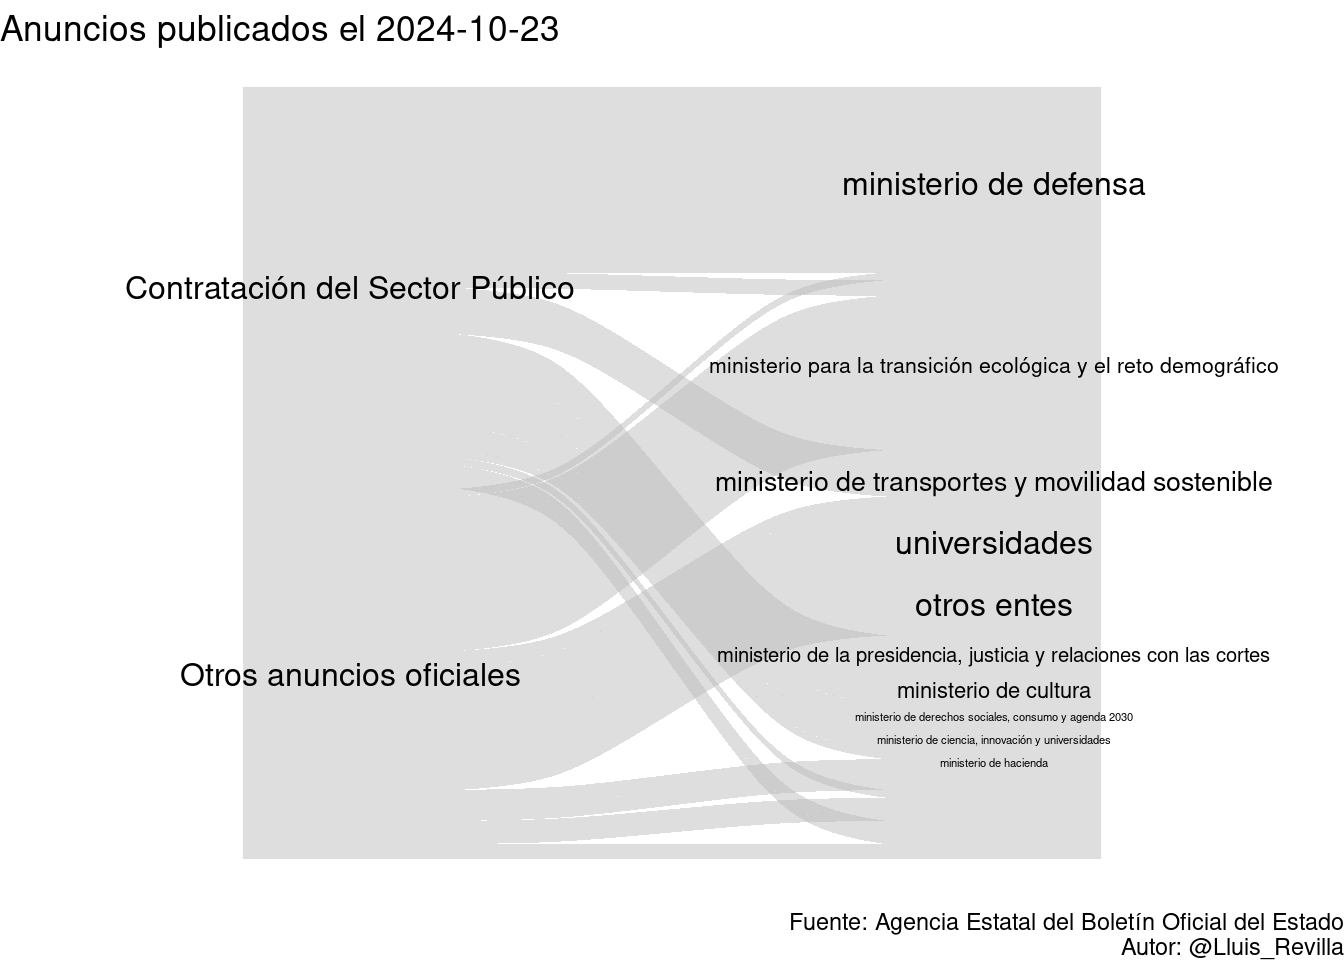 Anuncios publicados el 2024-10-23
ministerio de defensa
Contratación del Sector Público
ministerio para la transición ecológica y el reto demográfico
ministerio de transportes y movilidad sostenible
universidades
otros entes
ministerio de la presidencia, justicia y relaciones con las cortes
Otros anuncios oficiales
ministerio de cultura
ministerio de derechos sociales, consumo y agenda 2030
ministerio de ciencia, innovación y universidades
ministerio de hacienda
Fuente: Agencia Estatal del Boletín Oficial del Estado
Autor: @Lluis_Revilla